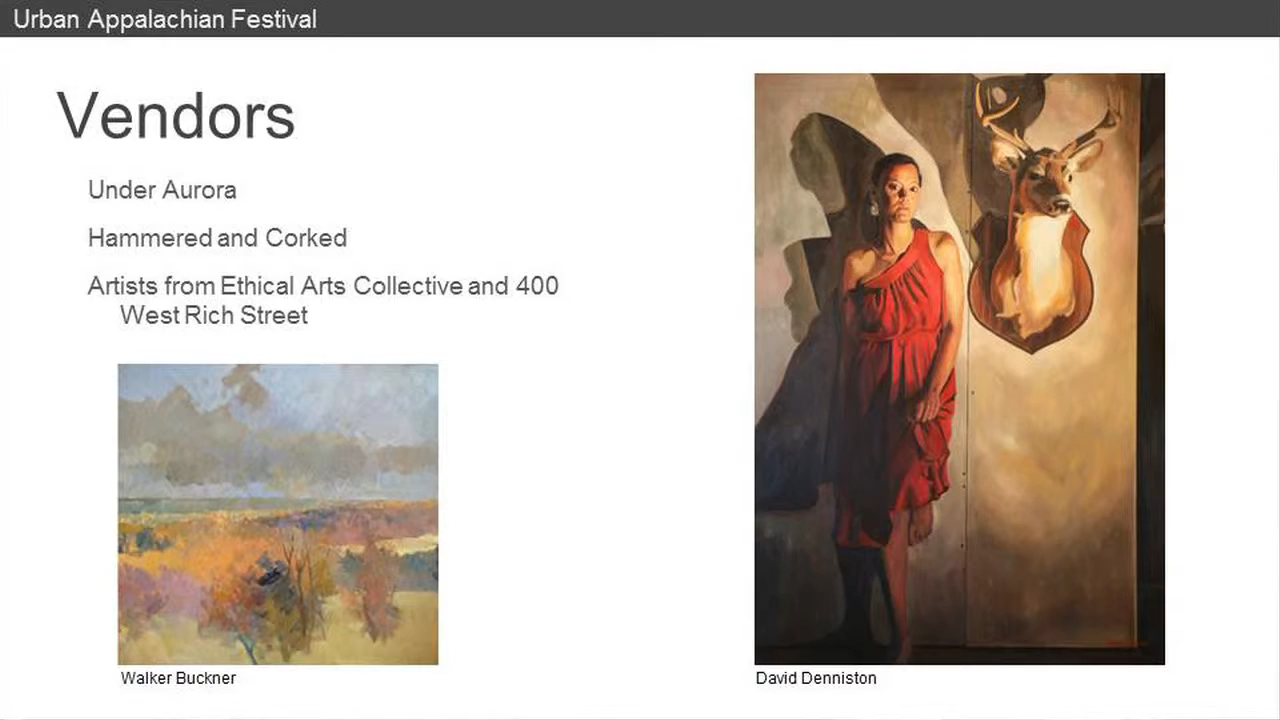 Urban Appalachian Festival
Vendors
Under Aurora
Hammered and Corked
Artists from Ethical Arts Collective and 400
West Rich Street
Walker Buckner
David Denniston